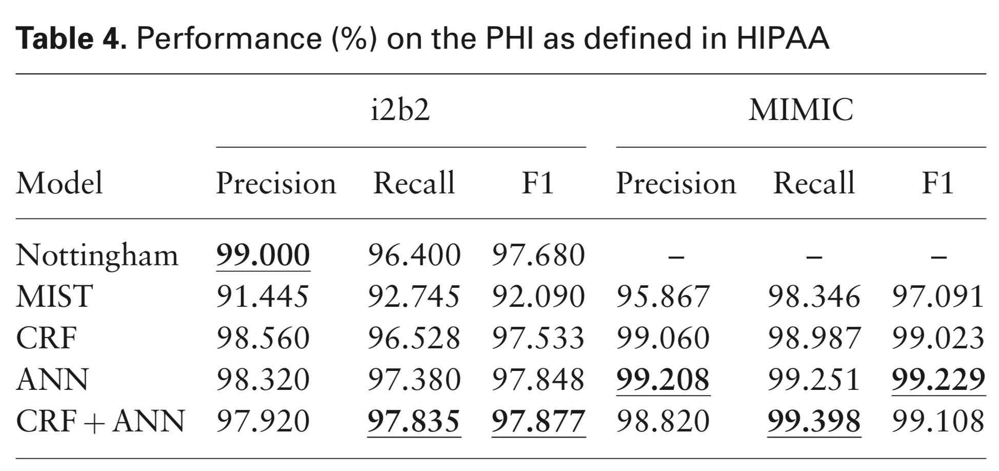 Table 4. Performance (%) on the PHI as defined in HIPAA
i2b2 MIMIC
Model Precision Recall F1 Precision Recall F1
Nottingham 99.000 96.400 97.680 – – –
MIST 91.445 92.745 92.090 95.867 98.346 97.091
CRF 98.560 96.528 97.533 99.060 98.987 99.023
ANN 98.320 97.380 97.848 99.208 99.251 99.229
CRF + ANN 97.920 97.835 97.877 98.820 99.398 99.108